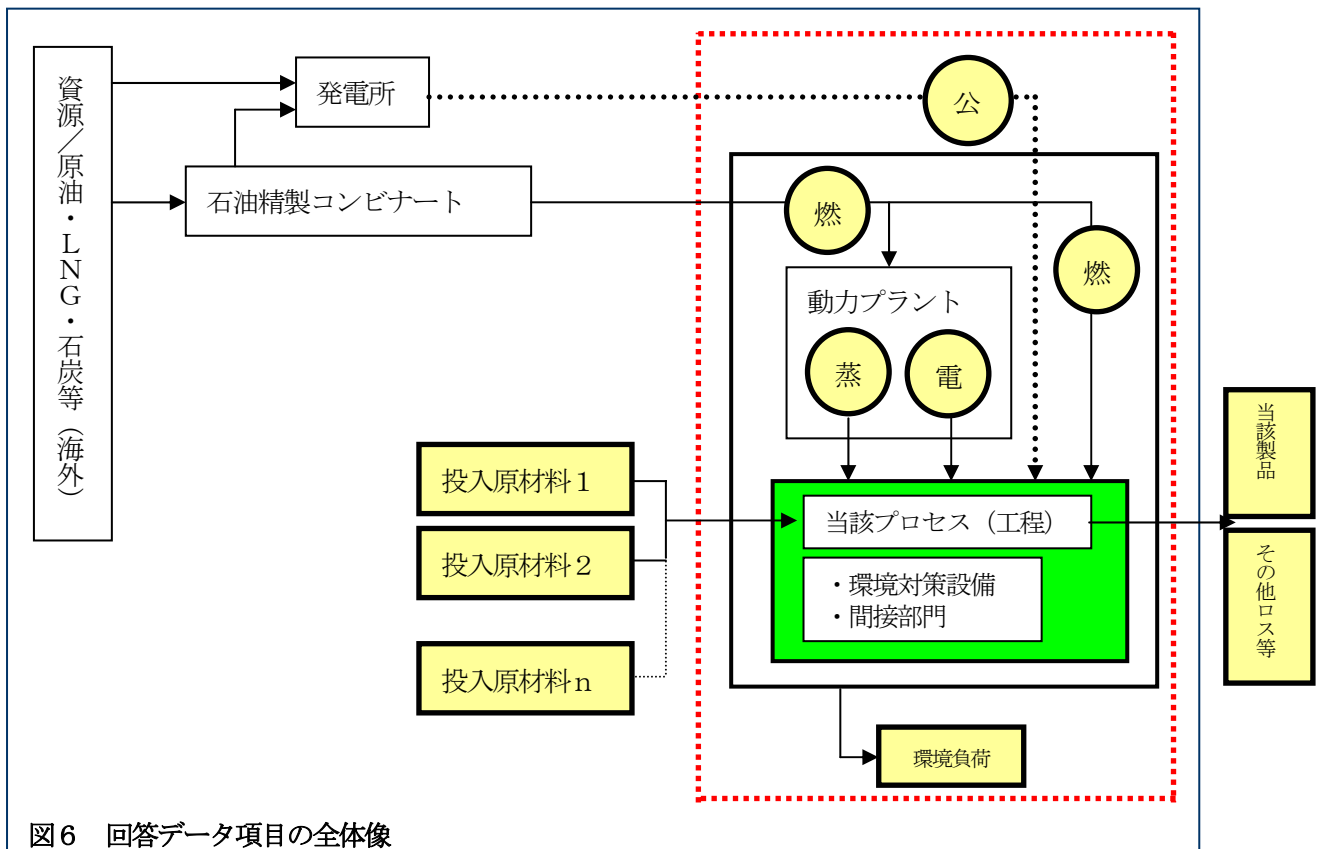 資源/原油・LNG・石炭等(海外)
発電所
公
石油精製コンビナート
燃
燃
動力プラント
蒸
電
投入原材料1
投入原材料2
投入原材料n
当該プロセス(工程)
・環境対策設備
・間接部門
当該製品
その他ロス等
環境負荷
図6 回答データ項目の全体像